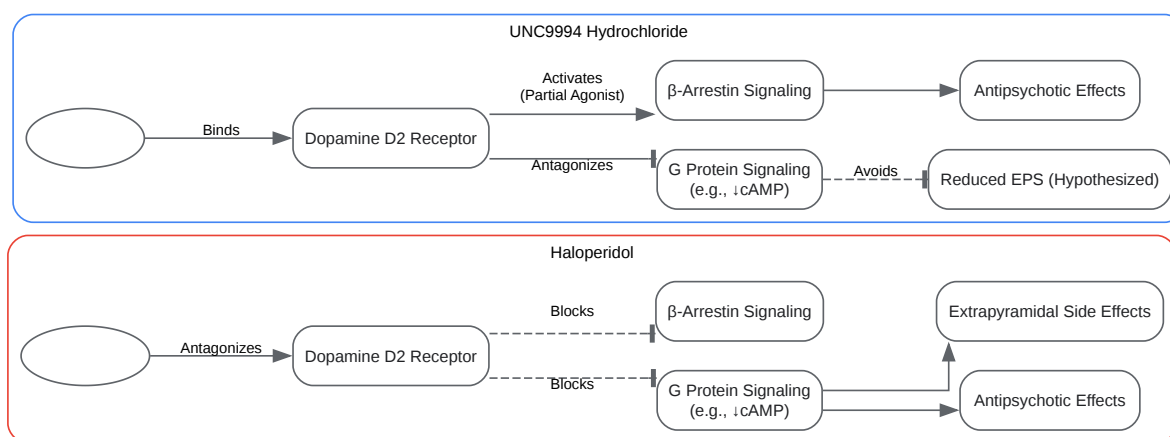 UNC9994 Hydrochloride
Activates
(Partial Agonist)
β-Arrestin Signaling
Antipsychotic Effects
Binds
Dopamine D2 Receptor
Antagonizes
G Protein Signaling
(e.g., ↓cAMP)
Avoids
Reduced EPS (Hypothesized)
Haloperidol
Blocks
β-Arrestin Signaling
Extrapyramidal Side Effects
Antagonizes
Dopamine D2 Receptor
Blocks
G Protein Signaling
(e.g., ↓cAMP)
Antipsychotic Effects